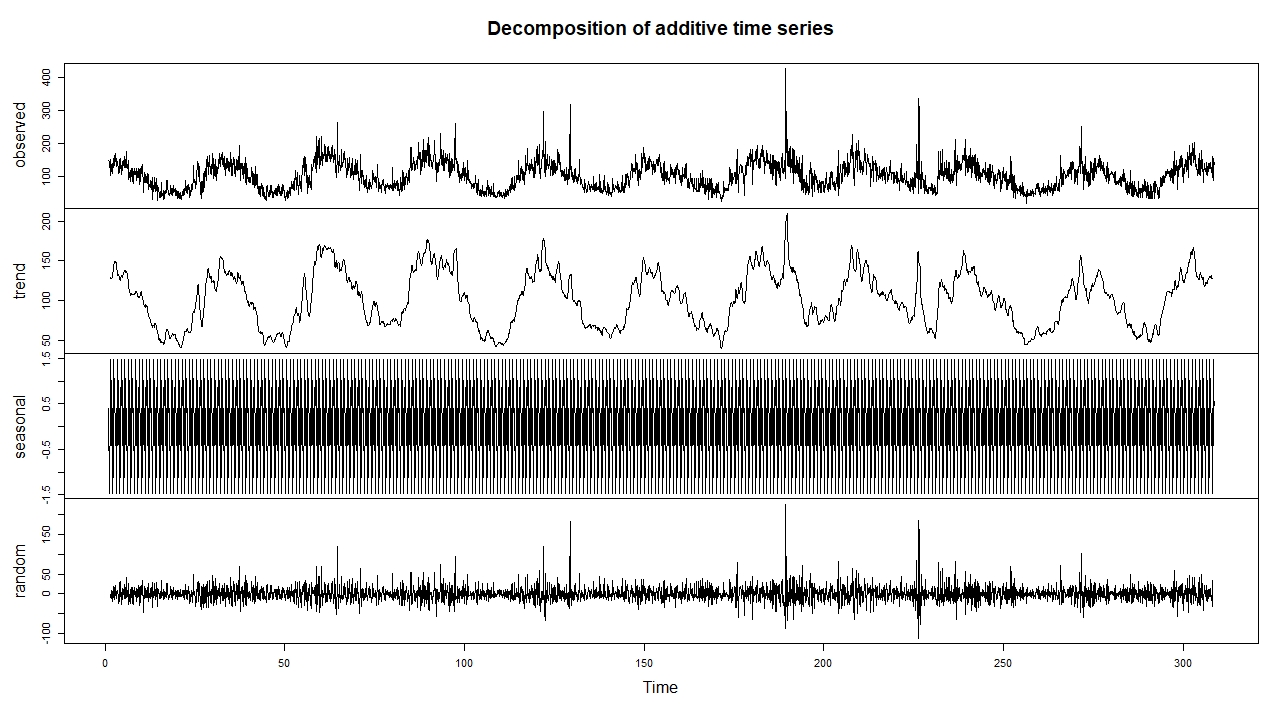 Decomposition of additive time series
observed
100 200 300 400
trend
50 100 150 200
seasonal
-1.5 -0.5 0.5 1.5
random
-100 0 50 150
0 50 100 150 200 250 300
Time